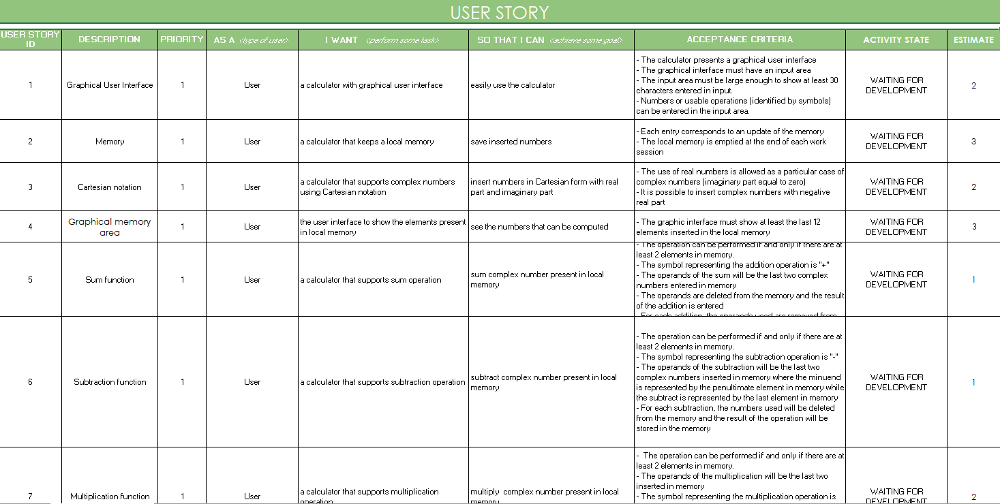 USER STORY
USER STORY ID
DESCRIPTION
PRIORITY
AS A <type of user>
I WANT <perform some task>
SO THAT I CAN <achieve some goal>
ACCEPTANCE CRITERIA
ACTIVITY STATE
ESTIMATE
1
Graphical User Interface
1
User
a calculator with graphical user interface
easily use the calculator
- The calculator presents a graphical user interface
- The graphical interface must have an input area
- The input area must be large enough to show at least 30
characters entered in input.
- Numbers or usable operations (identified by symbols)
can be entered in the input area.
WAITING FOR
DEVELOPMENT
2
2
Memory
1
User
a calculator that keeps a local memory
save inserted numbers
- Each entry corresponds to an update of the memory
- The local memory is emptied at the end of each work
session
WAITING FOR
DEVELOPMENT
3
3
Cartesian notation
1
User
a calculator that supports complex numbers
using Cartesian notation
insert numbers in Cartesian form with real
part and imaginary part
- The use of real numbers is allowed as a particular case of
complex numbers (imaginary part equal to zero)
- It is possible to insert complex numbers with negative
real part
WAITING FOR
DEVELOPMENT
2
4
Graphical memory
area
1
User
the user interface to show the elements present
in local memory
see the numbers that can be computed
- The graphic interface must show at least the last 12
elements inserted in the local memory
WAITING FOR
DEVELOPMENT
3
5
Sum function
1
User
a calculator that supports sum operation
sum complex number present in local
memory
- The operation can be performed if and only if there are at
least 2 elements in memory.
- The symbol representing the addition operation is "+"
- The operands of the sum will be the last two complex
numbers entered in memory
- The operands are deleted from the memory and the result
of the addition is entered
- For each addition, the operands used are removed from
WAITING FOR
DEVELOPMENT
1
6
Subtraction function
1
User
a calculator that supports subtraction operation
subtract complex number present in local
memory
- The operation can be performed if and only if there are at
least 2 elements in memory.
- The symbol representing the subtraction operation is "-"
- The operands of the subtraction will be the last two
complex numbers inserted in memory where the minuend
is represented by the penultimate element in memory while
the subtract is represented by the last element in memory
- For each subtraction, the numbers used will be deleted
from the memory and the result of the operation will be
stored in the memory
WAITING FOR
DEVELOPMENT
1
7
Multiplication function
1
User
a calculator that supports multiplication
operation
multiply complex number present in local
memory
- The operation can be performed if and only if there are at
least 2 elements in memory.
- The operands of the multiplication will be the last two
inserted in memory
- The symbol representing the multiplication operation is
WAITING FOR
DEVELOPMENT
2